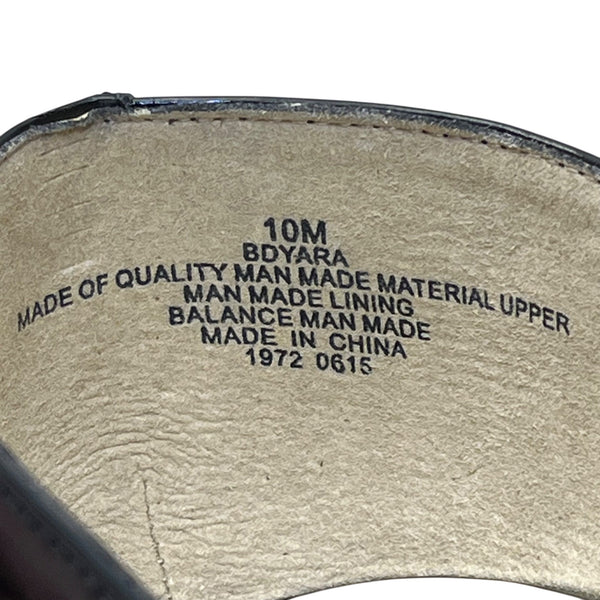 10M
BDYARA
MADE OF QUALITY MAN MADE MATERIAL UPPER
MAN MADE LINING
BALANCE MAN MADE
MADE IN CHINA
1972 0615